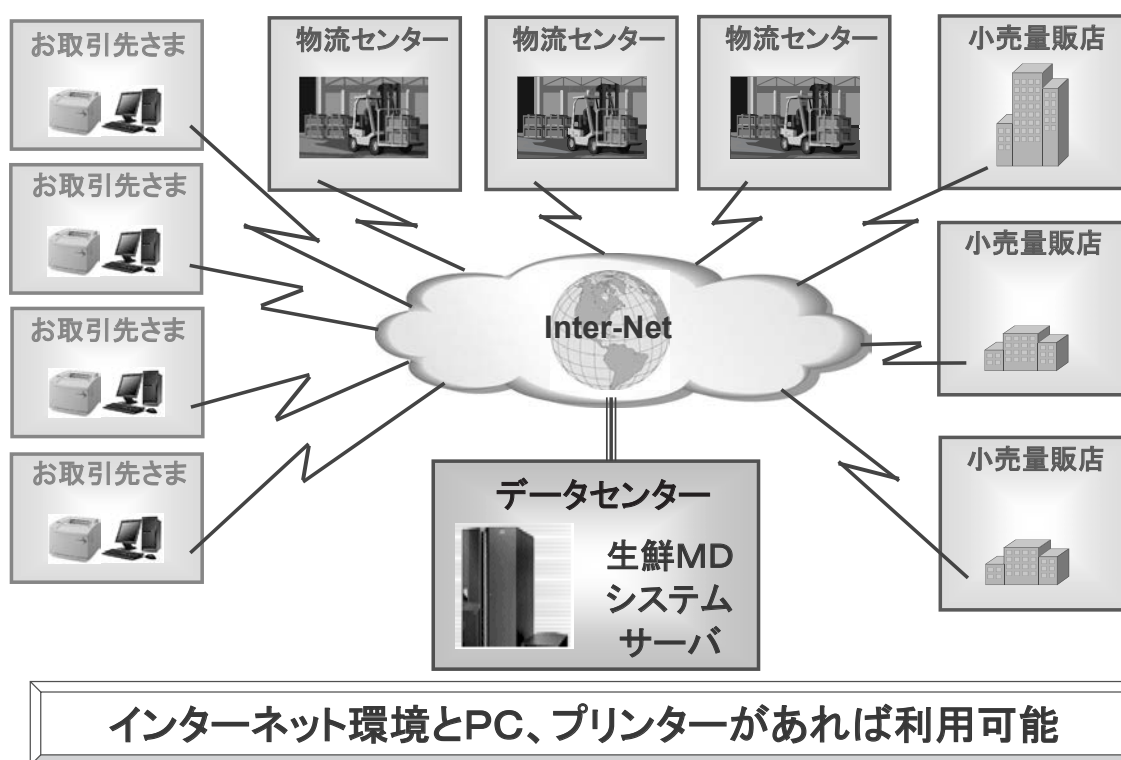 お取引先さま
物流センター
物流センター
物流センター
小売量販店
お取引先さま
小売量販店
お取引先さま
Inter-Net
お取引先さま
小売量販店
データセンター
生鮮ＭＤ
システム
サーバ
インターネット環境とＰＣ、プリンターがあれば利用可能